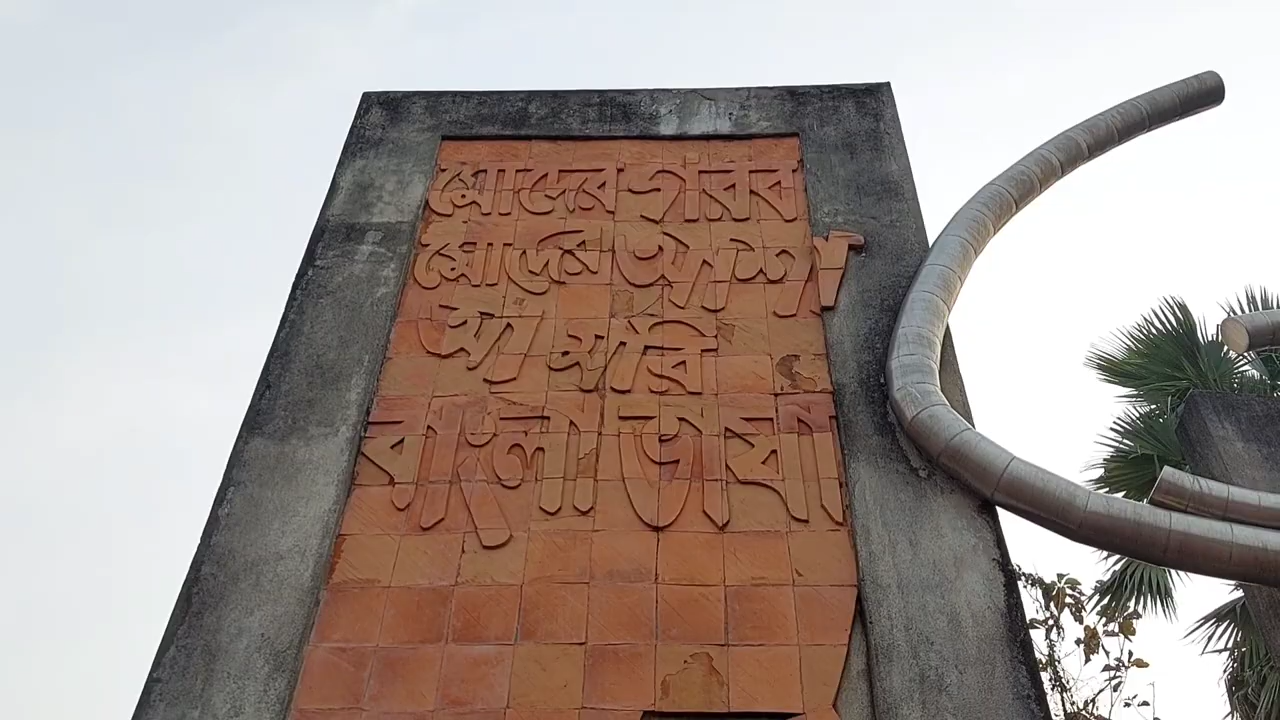 মোদের গরব
মোদের আশা
আ মরি
বাংলা ভাষা